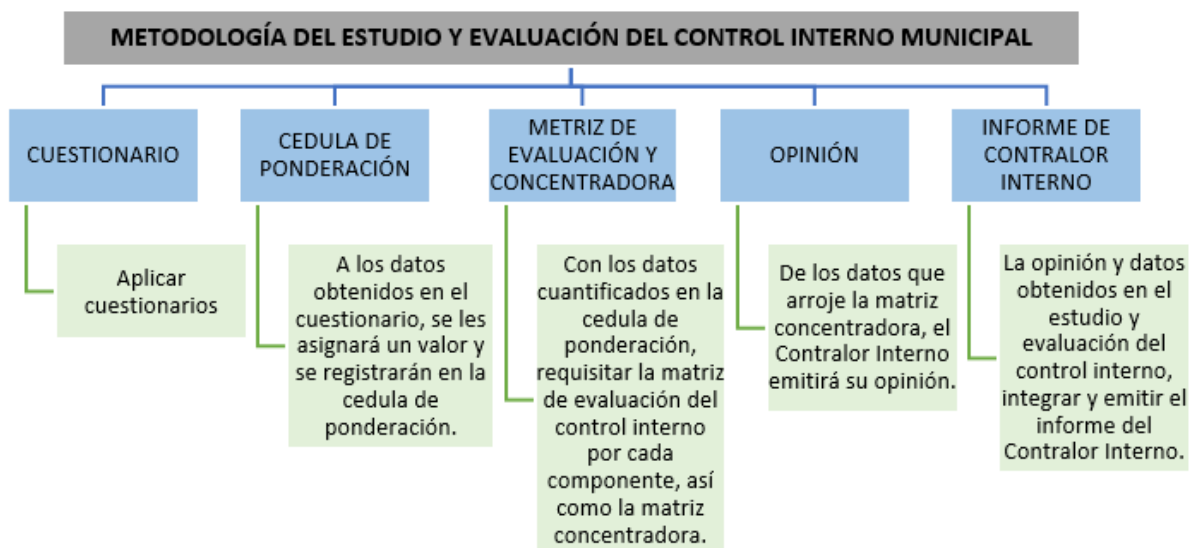 METODOLOGÍA DEL ESTUDIO Y EVALUACIÓN DEL CONTROL INTERNO MUNICIPAL
CUESTIONARIO
Aplicar
cuestionarios
CEDULA DE
PONDERACIÓN
A los datos
obtenidos en el
cuestionario, se les
asignará un valor y
se registrarán en la
cedula de
ponderación.
METRIZ DE
EVALUACIÓN Y
CONCENTRADORA
Con los datos
cuantificados en la
cedula de
ponderación,
requisitar la matriz
de evaluación del
control interno
por cada
componente, así
como la matriz
concentradora.
OPINIÓN
De los datos que
arroje la matriz
concentradora, el
Contralor Interno
emitirá su opinión.
INFORME DE
CONTRALOR
INTERNO
La opinión y datos
obtenidos en el
estudio y
evaluación del
control interno,
integrar y emitir el
informe del
Contralor Interno.